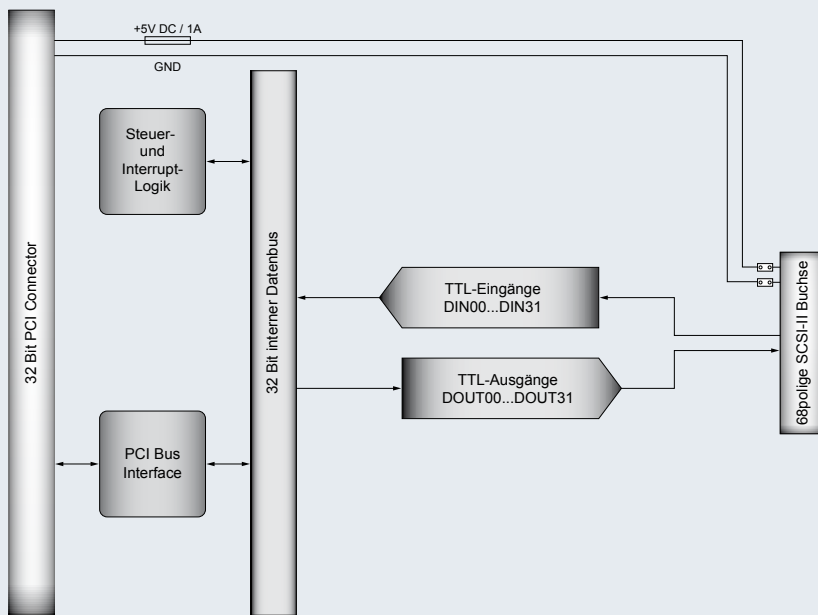 +5V DC / 1A
GND
32 Bit PCI Connector
Steuer-
und
Interrupt-
Logik
32 Bit interner Datenbus
TTL-Eingänge
DIN00...DIN31
TTL-Ausgänge
DOUT00...DOUT31
68polige SCSI-II Buchse
PCI Bus
Interface